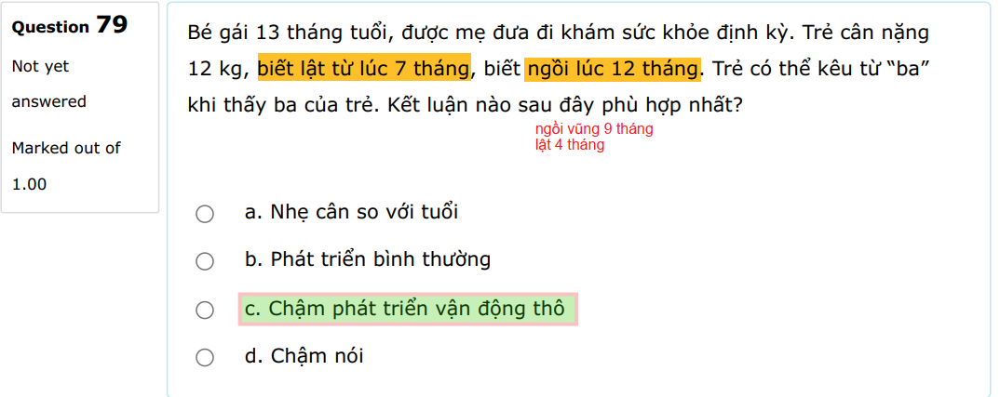 Question 79
Not yet
answered
Marked out of
1.00
Bé gái 13 tháng tuổi, được mẹ đưa đi khám sức khỏe định kỳ. Trẻ cân nặng
12 kg, biết lật từ lúc 7 tháng, biết ngồi lúc 12 tháng. Trẻ có thể kêu từ “ba”
khi thấy ba của trẻ. Kết luận nào sau đây phù hợp nhất?
ngồi vững 9 tháng
lật 4 tháng
a. Nhẹ cân so với tuổi
b. Phát triển bình thường
c. Chậm phát triển vận động thô
d. Chậm nói